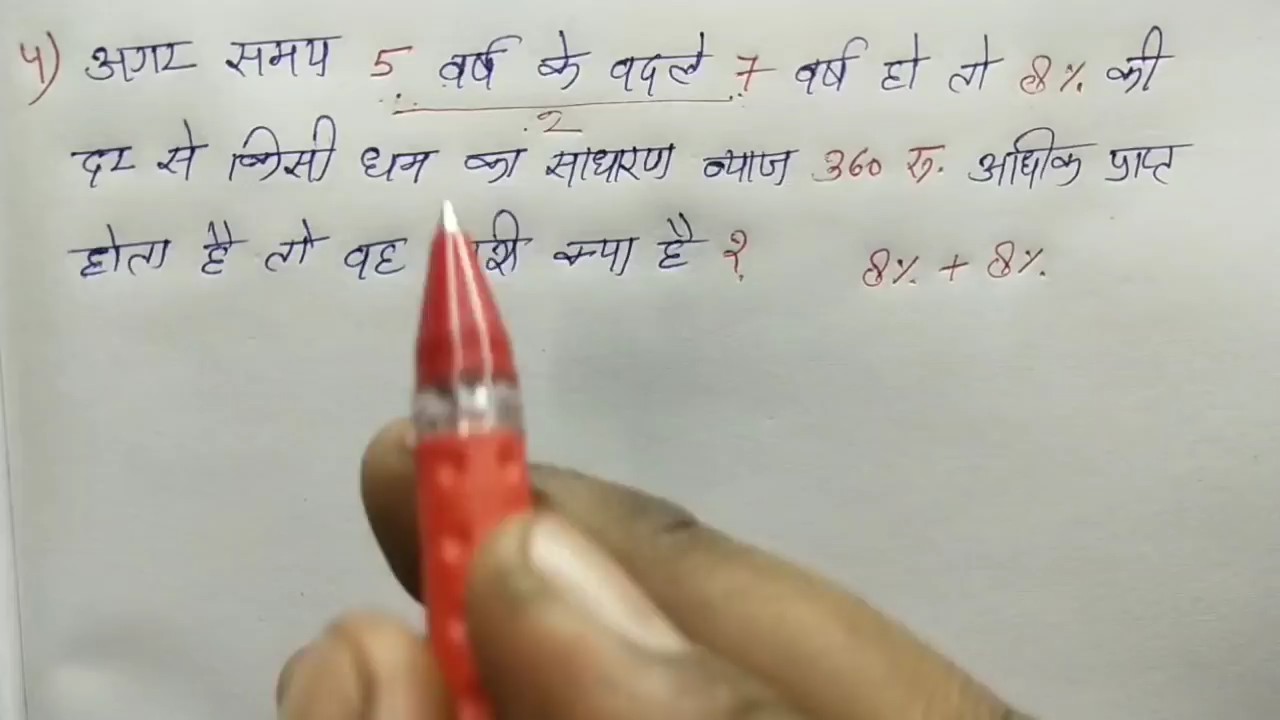 4) अगर समय 5 वर्ष के बदले 7 वर्ष हो तो 8% की
2
दर से किसी धन का साधारण ब्याज 360 रू. अधिक प्राप्त
होता है तो वह क्या है ? 8% + 8%